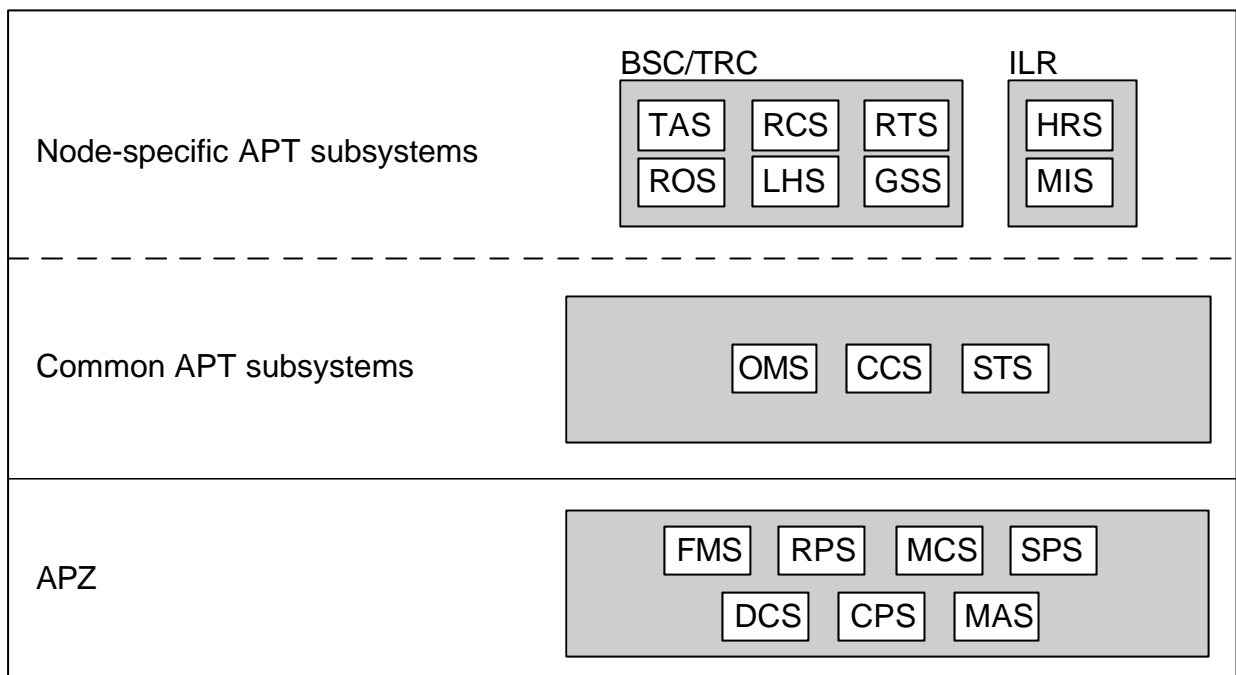 BSC/TRC ILR
TAS RCS RTS HRS
Node-specific APT subsystems
ROS LHS GSS MIS
Common APT subsystems OMS CCS STS
FMS RPS MCS SPS
APZ
DCS CPS MAS